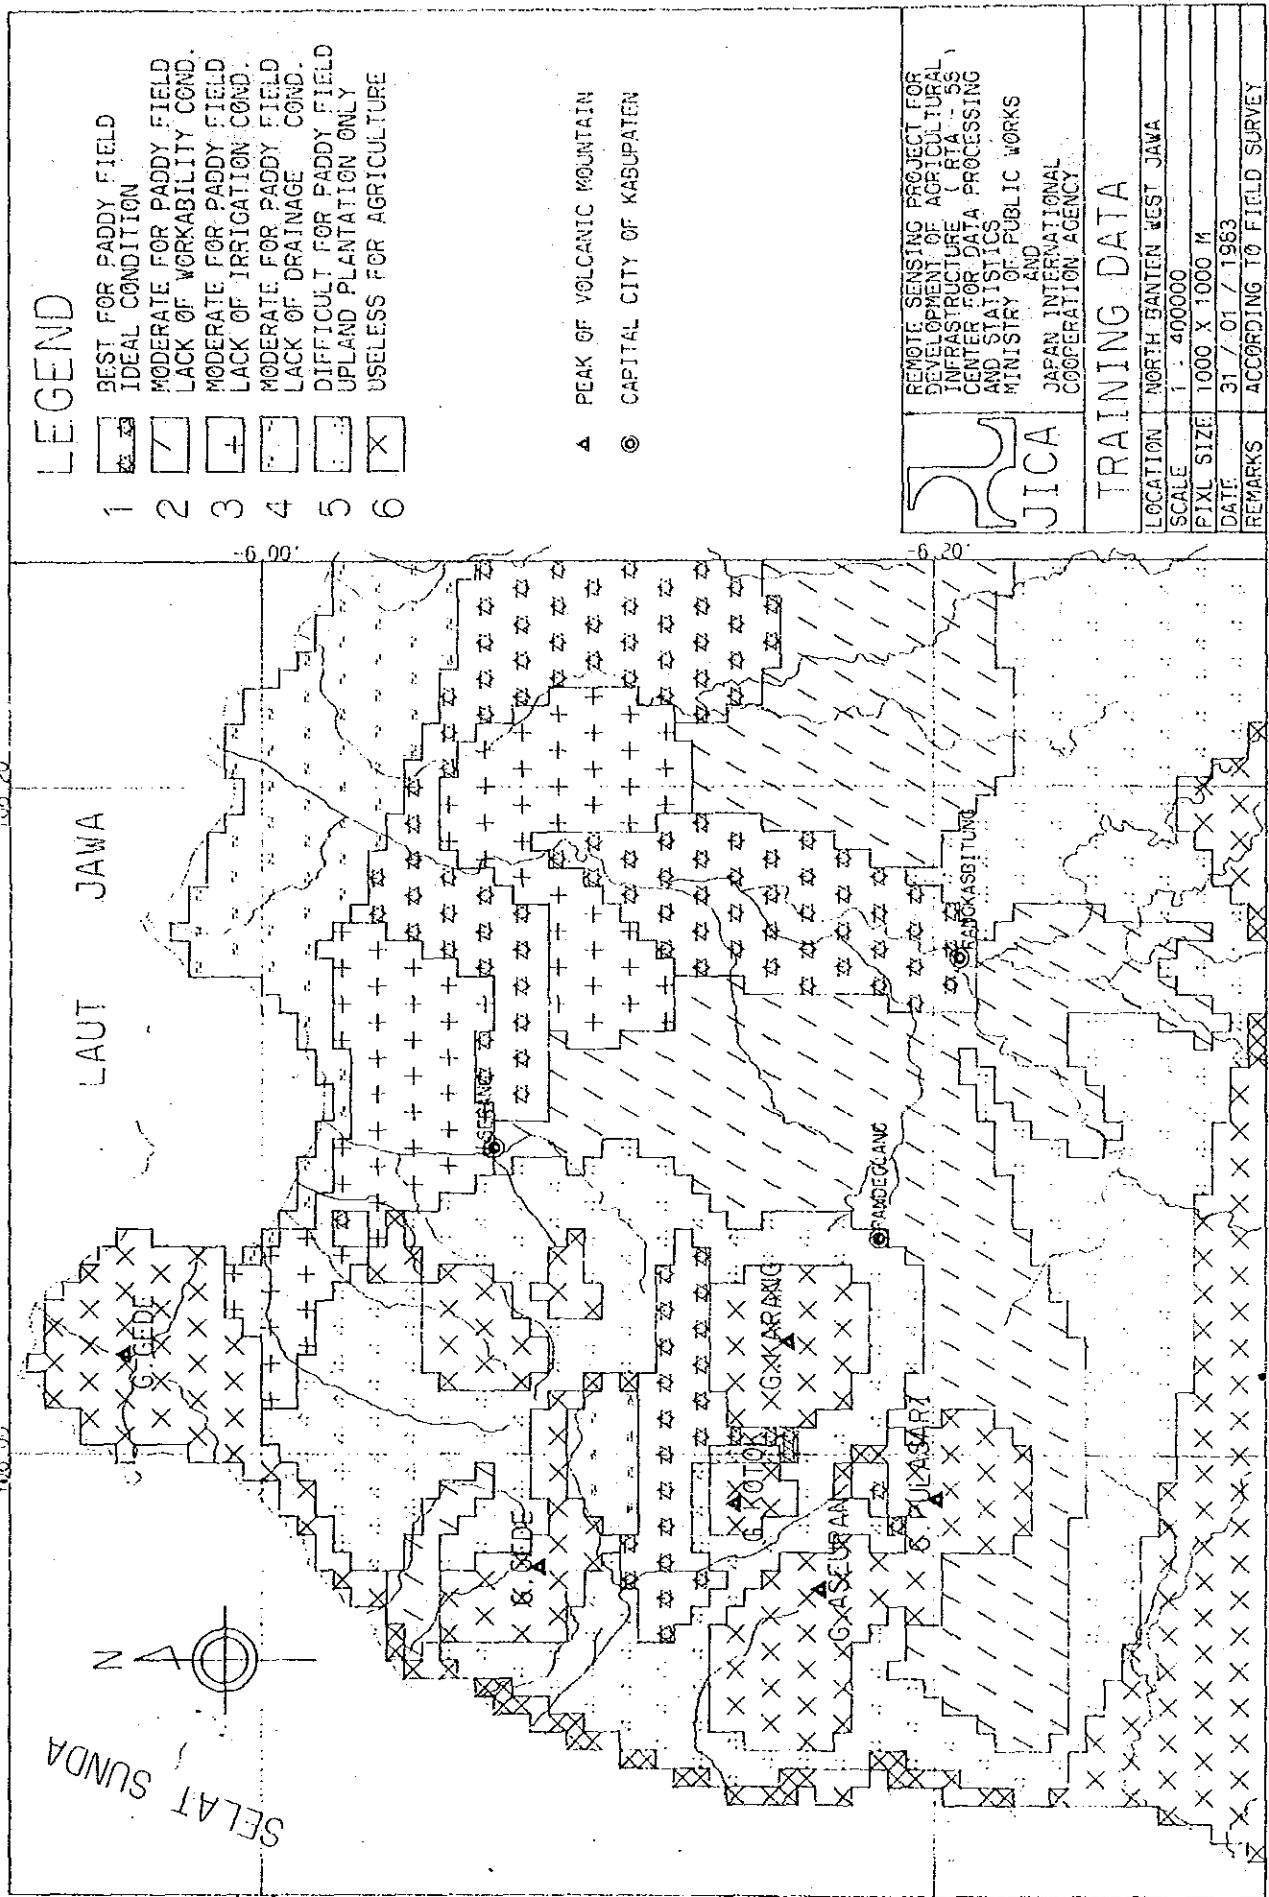 LEGEND
1 BEST FOR PADDY FIELD
IDEAL CONDITION
2 MODERATE FOR PADDY FIELD
LACK OF WORKABILITY COND.
3 MODERATE FOR PADDY FIELD
LACK OF IRRIGATION COND.
4 MODERATE FOR PADDY FIELD
LACK OF DRAINAGE COND.
5 DIFFICULT FOR PADDY FIELD
UPLAND PLANTATION ONLY
6 USELESS FOR AGRICULTURE
PEAK OF VOLCANIC MOUNTAIN
CAPITAL CITY OF KABUPATEN
JICA
REMOTE SENSING PROJECT FOR
DEVELOPMENT OF AGRICULTURAL
INFRASTRUCTURE ( RTA - 55 )
CENTER FOR DATA PROCESSING
AND STATISTICS
MINISTRY OF PUBLIC WORKS
AND
JAPAN INTERNATIONAL
COOPERATION AGENCY
TRAINING DATA
LOCATION NORTH BANTEN WEST JAWA
SCALE 1 : 400000
PIXL SIZE 1000 X 1000 M
DATE 31 / 01 / 1983
REMARKS ACCORDING TO FIELD SURVEY
-6 00'
-6 20'
LAUT JAWA
SELAT SUNDA
N
G. GEDE
SERANG
G. GEDE
G. KARANG
G. ASEUPAN
G. PULASARI
PANDEGLANG
RANGKASBITUNG